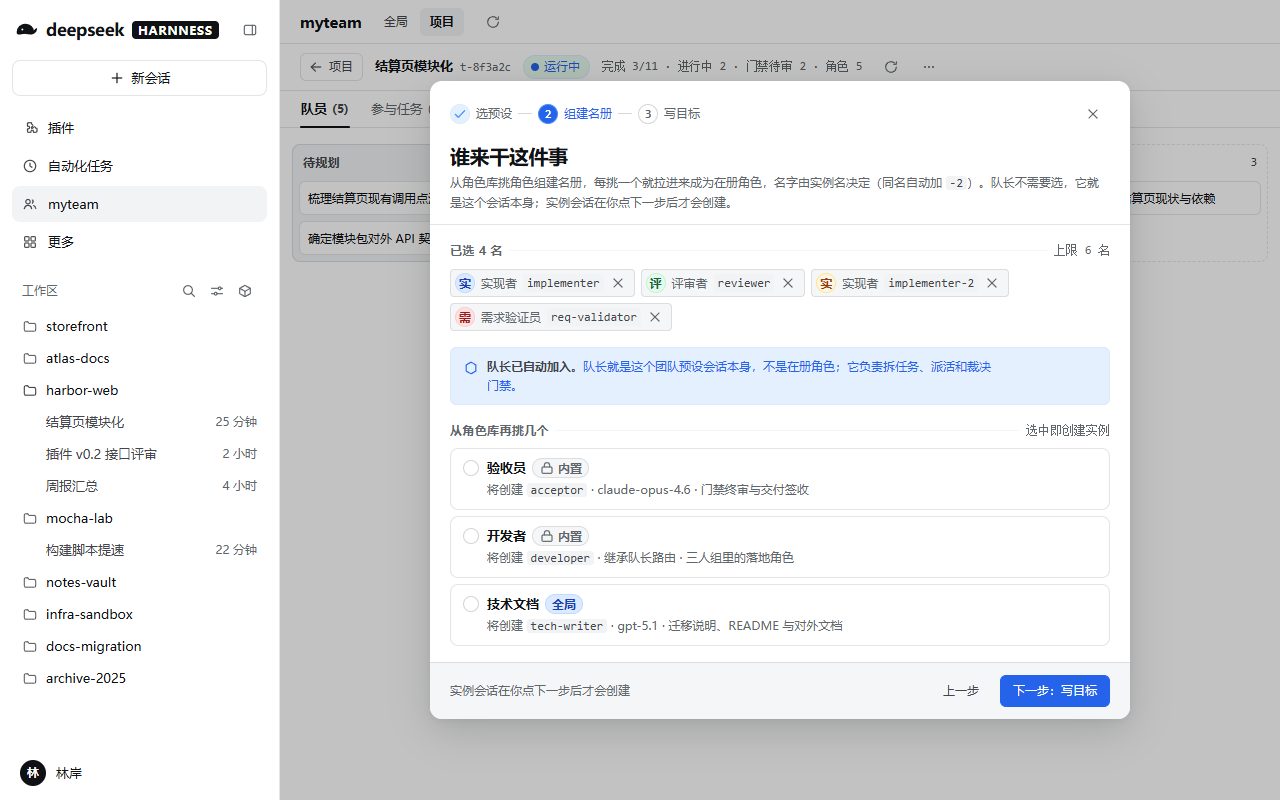 deepseek HARNNESS
新会话
插件
自动化任务
myteam
更多
工作区
storefront
atlas-docs
harbor-web
结算页模块化 25 分钟
插件 v0.2 接口评审 2 小时
周报汇总 4 小时
mocha-lab
构建脚本提速 22 分钟
notes-vault
infra-sandbox
docs-migration
archive-2025
林 林岸
myteam 全局 项目
项目 结算页模块化 t-8f3a2c 运行中 完成 3/11 · 进行中 2 · 门禁待审 2 · 角色 5 ···
队员 (5) 参与任务
待规划 3
梳理结算页现有调用点
算页现状与依赖
确定模块包对外 API 契
选预设 2 组建名册 3 写目标
谁来干这件事
从角色库挑角色组建名册，每挑一个就拉进来成为在册角色，名字由实例名决定（同名自动加 -2 ）。队长不需要选，它就
是这个会话本身；实例会话在你点下一步后才会创建。
已选 4 名 上限 6 名
实 实现者 implementer 评 评审者 reviewer 实 实现者 implementer-2
需 需求验证员 req-validator
队长已自动加入。队长就是这个团队预设会话本身，不是在册角色；它负责拆任务、派活和裁决
门禁。
从角色库再挑几个 选中即创建实例
验收员 内置
将创建 acceptor · claude-opus-4.6 · 门禁终审与交付签收
开发者 内置
将创建 developer · 继承队长路由 · 三人组里的落地角色
技术文档 全局
将创建 tech-writer · gpt-5.1 · 迁移说明、README 与对外文档
实例会话在你点下一步后才会创建 上一步 下一步：写目标